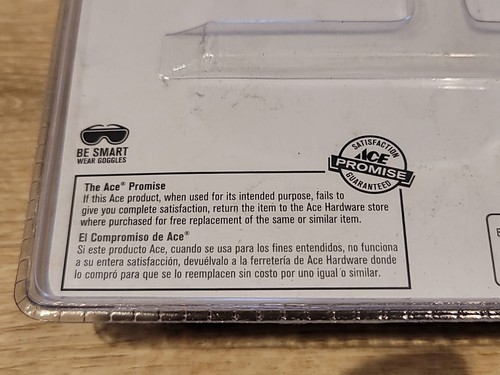 BE SMART
WEAR GOGGLES
SATISFACTION
ACE
PROMISE
GUARANTEED
The Ace® Promise
If this Ace product, when used for its intended purpose, fails to
give you complete satisfaction, return the item to the Ace Hardware store
where purchased for free replacement of the same or similar item.
El Compromiso de Ace®
Si este producto Ace, cuando se usa para los fines entendidos, no funciona
a su entera satisfacción, devuélvalo a la ferretería de Ace Hardware donde
lo compró para que se lo reemplacen sin costo por uno igual o similar.